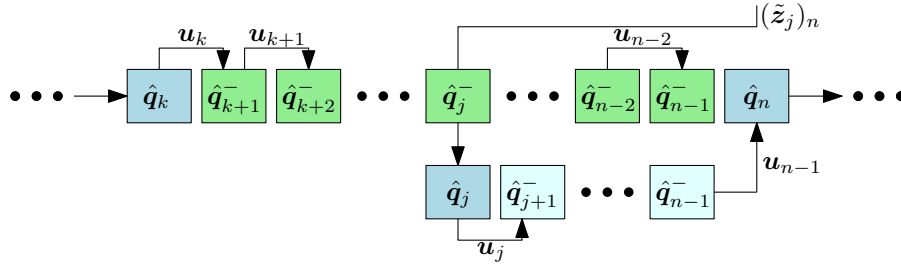 (z̃_j)_n
u_k u_{k+1} u_{n-2}
••• q̂_k q̂⁻_{k+1} q̂⁻_{k+2} ••• q̂⁻_j ••• q̂⁻_{n-2} q̂⁻_{n-1} q̂_n •••
u_{n-1}
q̂_j q̂⁻_{j+1} ••• q̂⁻_{n-1}
u_j